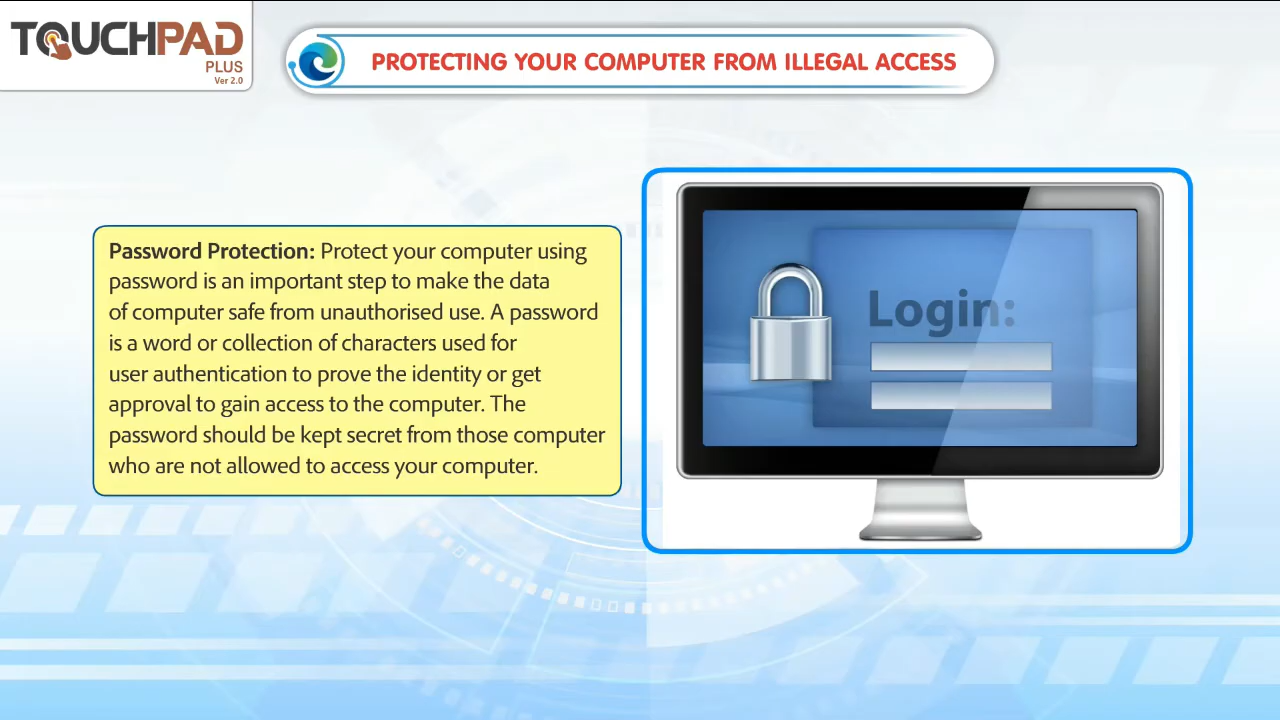 TOUCHPAD
PLUS
Ver 2.0
PROTECTING YOUR COMPUTER FROM ILLEGAL ACCESS
Password Protection: Protect your computer using
password is an important step to make the data
of computer safe from unauthorised use. A password
is a word or collection of characters used for
user authentication to prove the identity or get
approval to gain access to the computer. The
password should be kept secret from those computer
who are not allowed to access your computer.
Login: